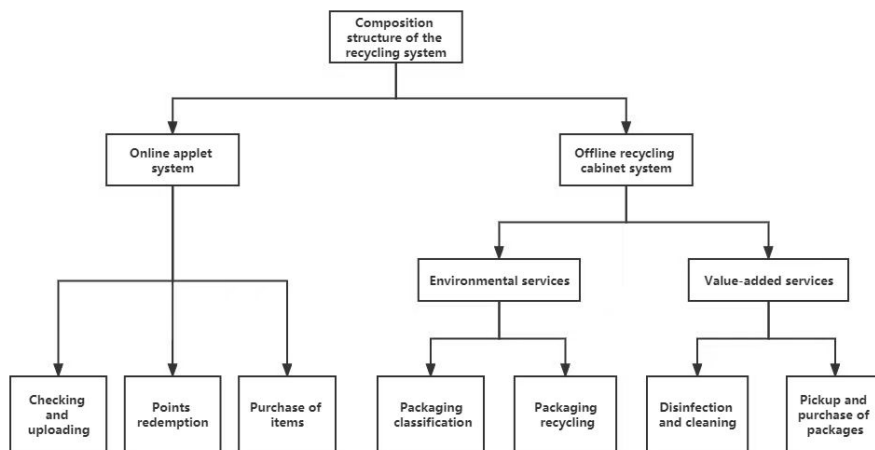 Composition
structure of the
recycling system
Online applet
system
Offline recycling
cabinet system
Environmental services
Value-added services
Checking
and
uploading
Points
redemption
Purchase of
items
Packaging
classification
Packaging
recycling
Disinfection
and cleaning
Pickup and
purchase of
packages